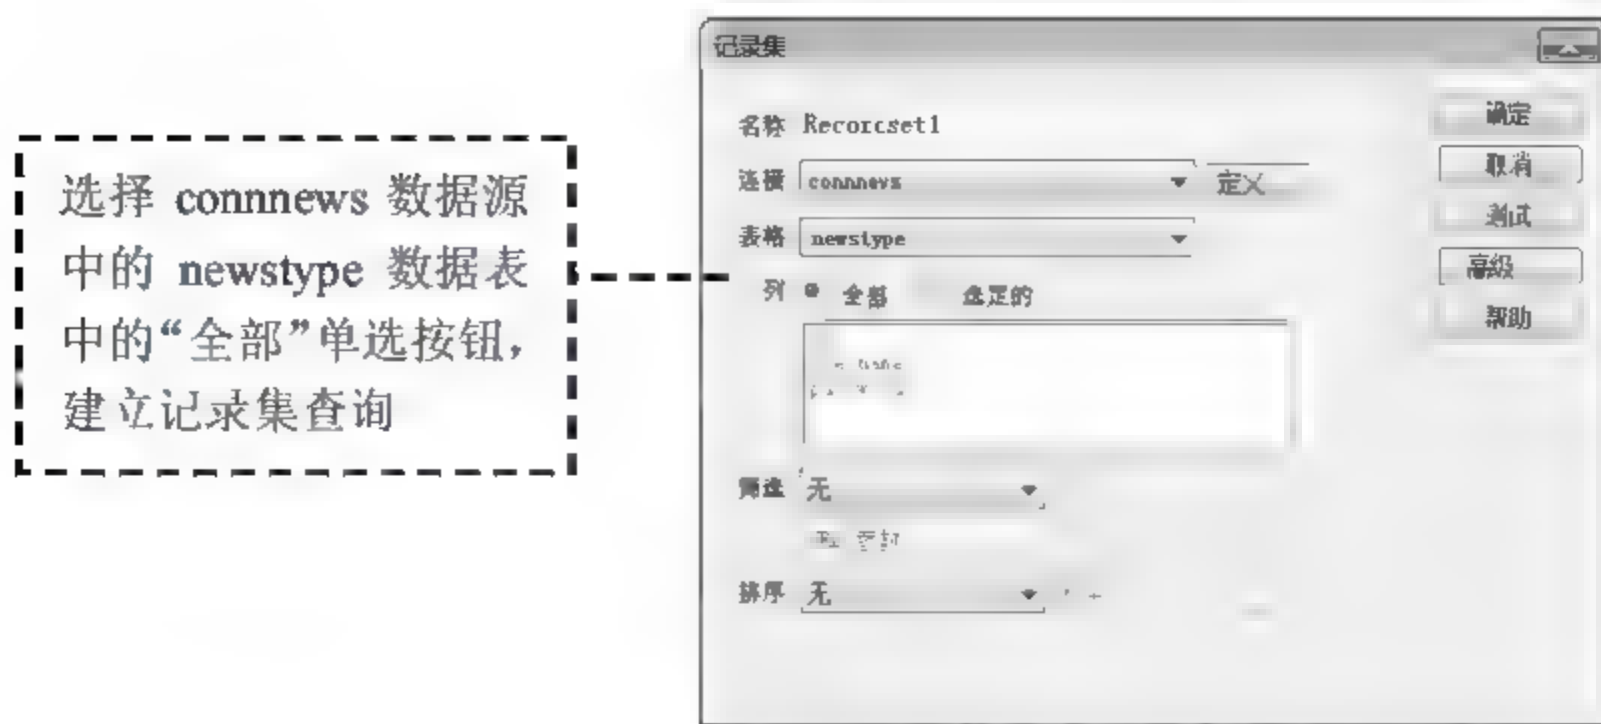 选择 connnews 数据源
中的 newstype 数据表
中的“全部”单选按钮，
建立记录集查询
记录集
名称 Recorcset1
确定
连接 connnews 定义
取消
测试
表格 newstype
高级
列 全部 选定的
帮助
筛选 无
排序 无